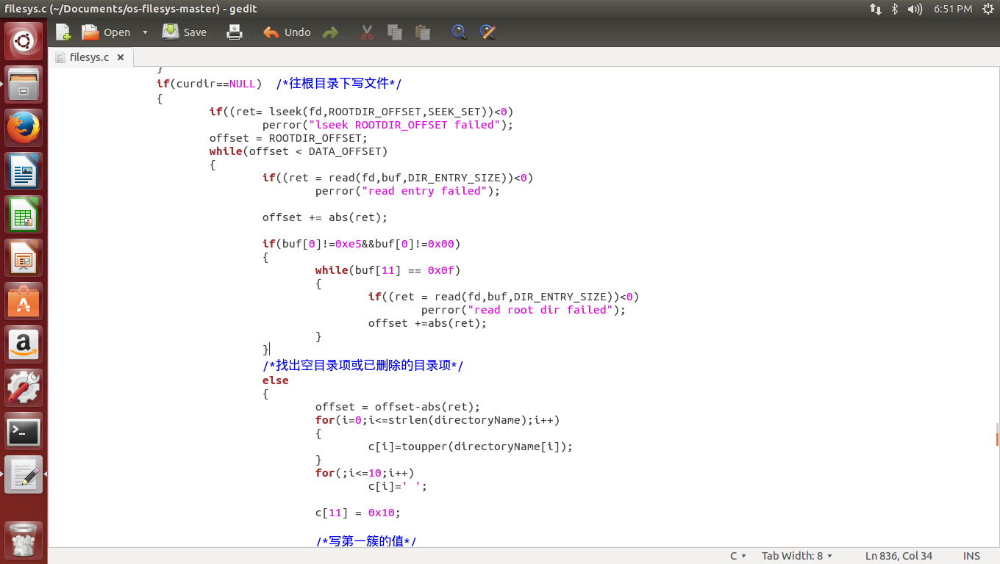 filesys.c (~/Documents/os-filesys-master) - gedit
6:51 PM
Open
Save
Undo
filesys.c
}
if(curdir==NULL)  /*往根目录下写文件*/
{
if((ret= lseek(fd,ROOTDIR_OFFSET,SEEK_SET))<0)
perror("lseek ROOTDIR_OFFSET failed");
offset = ROOTDIR_OFFSET;
while(offset < DATA_OFFSET)
{
if((ret = read(fd,buf,DIR_ENTRY_SIZE))<0)
perror("read entry failed");
offset += abs(ret);
if(buf[0]!=0xe5&&buf[0]!=0x00)
{
while(buf[11] == 0x0f)
{
if((ret = read(fd,buf,DIR_ENTRY_SIZE))<0)
perror("read root dir failed");
offset +=abs(ret);
}
}
/*找出空目录项或已删除的目录项*/
else
{
offset = offset-abs(ret);
for(i=0;i<=strlen(directoryName);i++)
{
c[i]=toupper(directoryName[i]);
}
for(;i<=10;i++)
c[i]=' ';
c[11] = 0x10;
/*写第一簇的值*/
C
Tab Width: 8
Ln 836, Col 34
INS